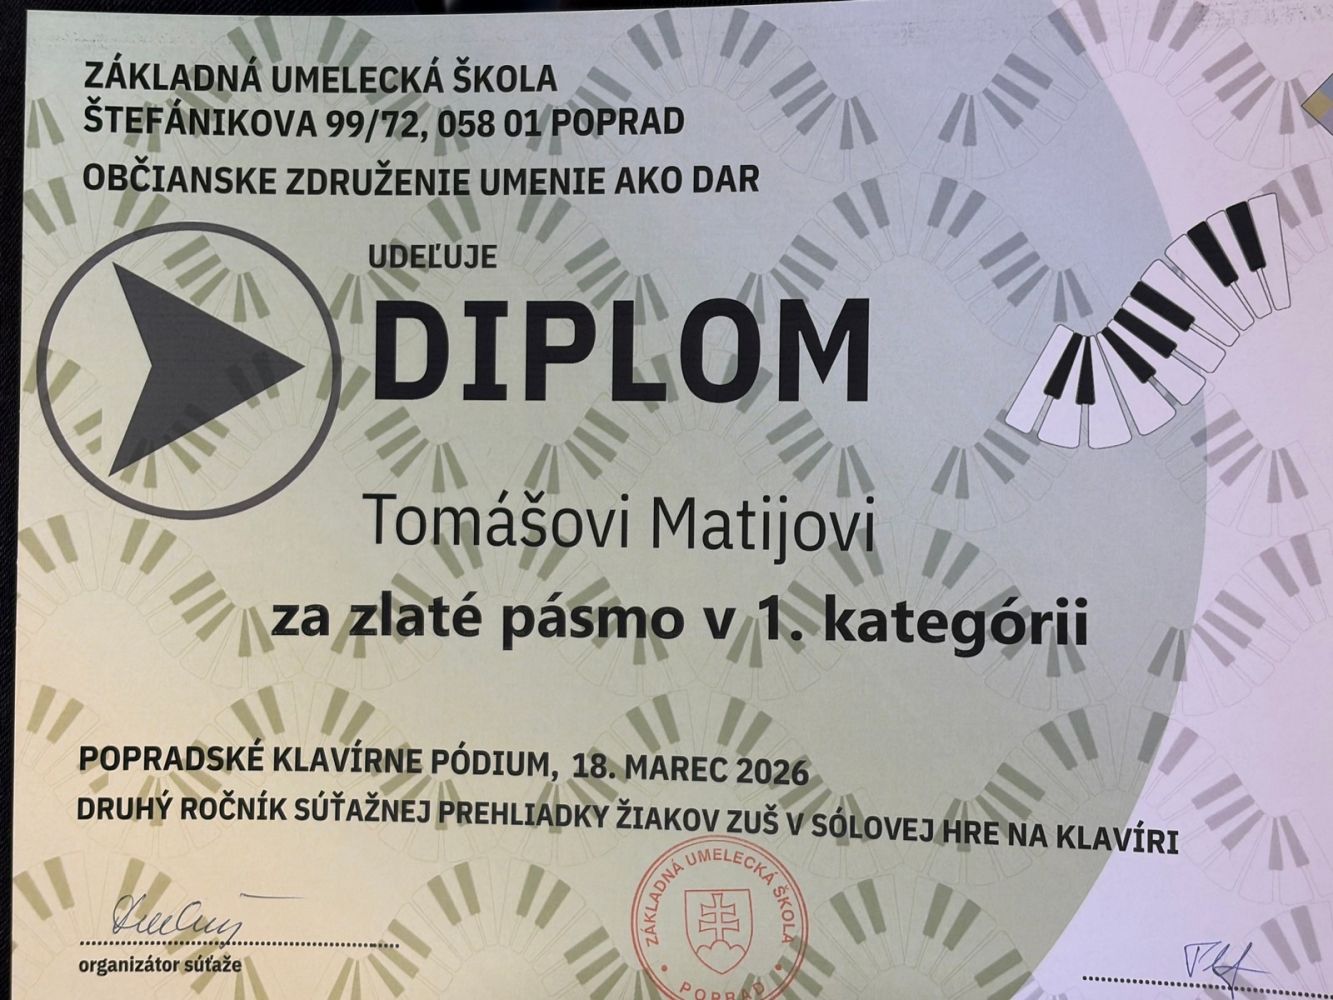 ZÁKLADNÁ UMELECKÁ ŠKOLA
ŠTEFÁNIKOVA 99/72, 058 01 POPRAD
OBČIANSKE ZDRUŽENIE UMENIE AKO DAR
UDEĽUJE
DIPLOM
Tomášovi Matijovi
za zlaté pásmo v 1. kategórii
POPRADSKÉ KLAVÍRNE PÓDIUM, 18. MAREC 2026
DRUHÝ ROČNÍK SÚŤAŽNEJ PREHLIADKY ŽIAKOV ZUŠ V SÓLOVEJ HRE NA KLAVÍRI
ZÁKLADNÁ UMELECKÁ ŠKOLA
POPRAD
organizátor súťaže